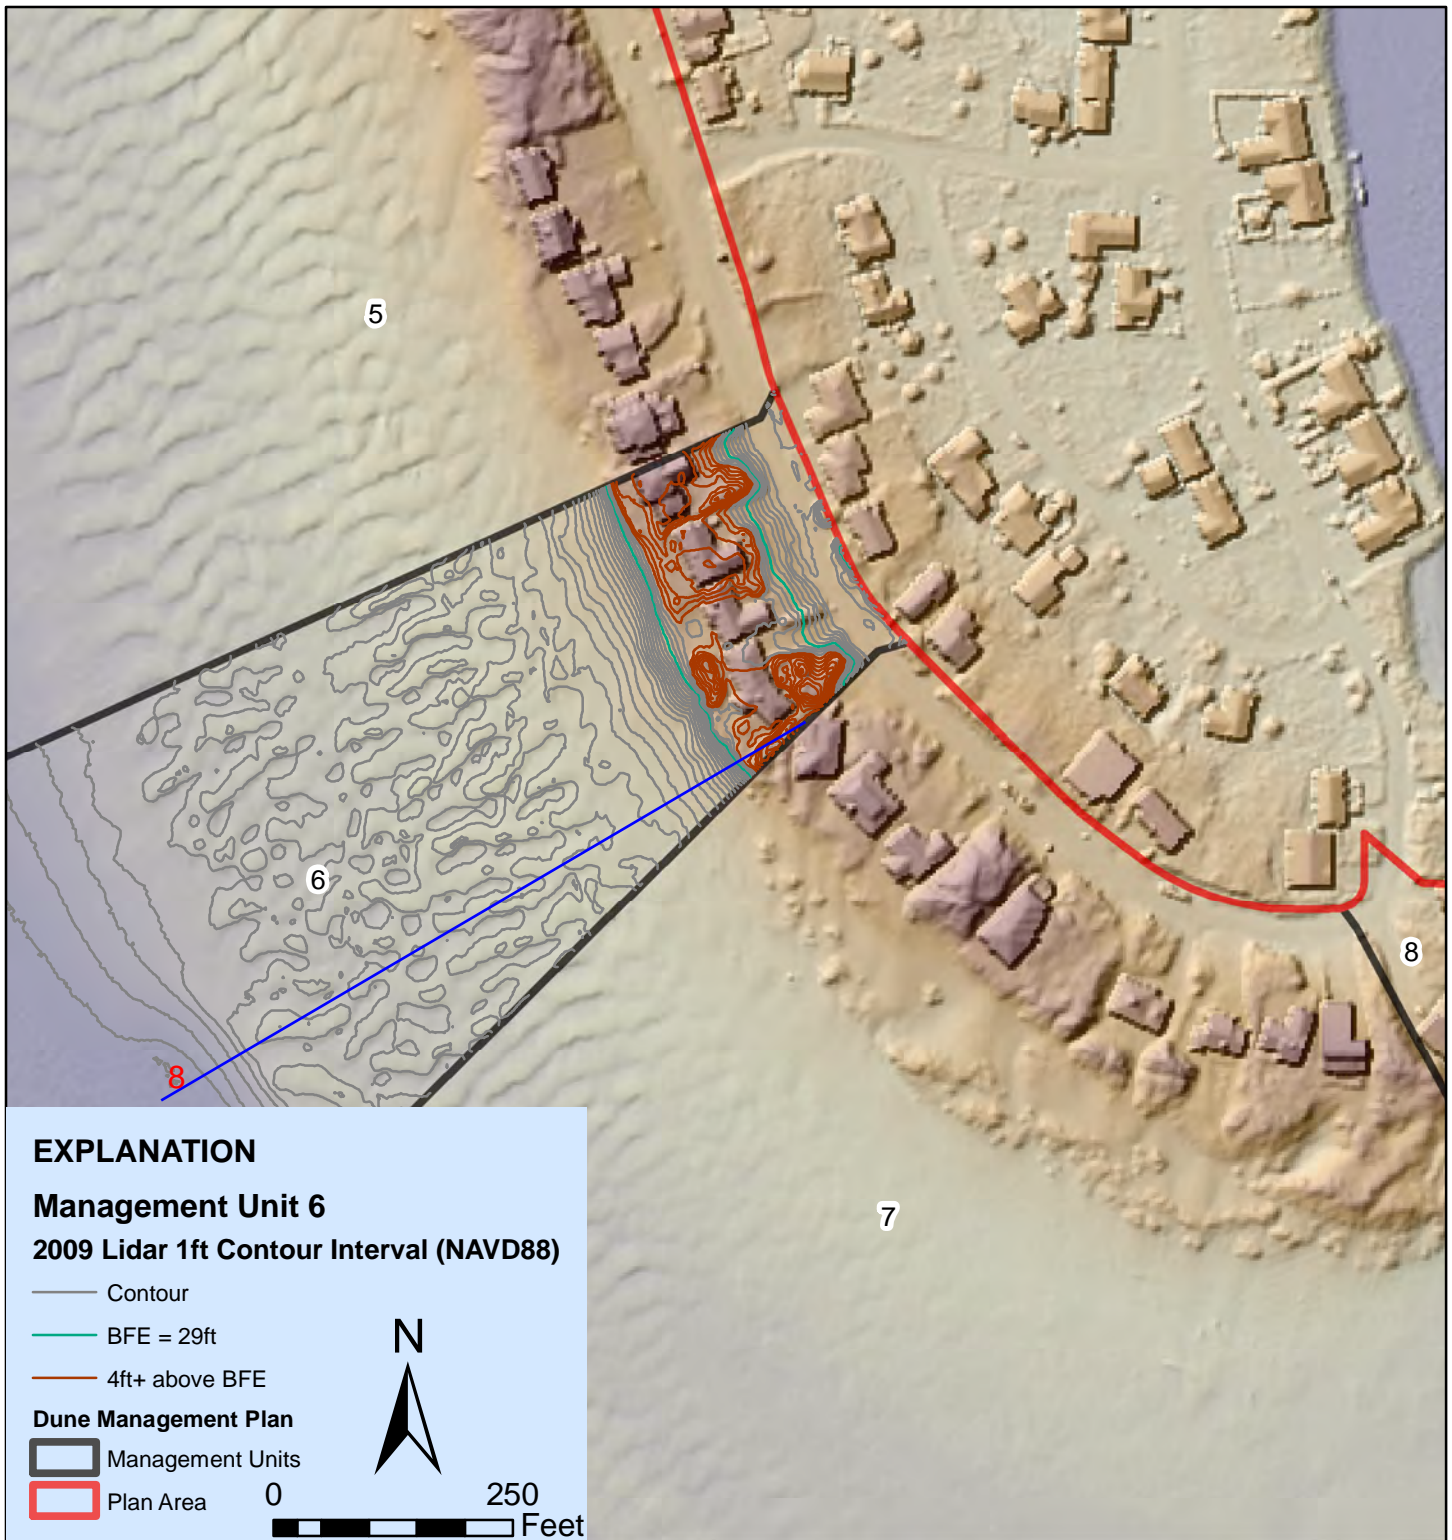 5
6
8
8
7
EXPLANATION
Management Unit 6
2009 Lidar 1ft Contour Interval (NAVD88)
Contour
BFE = 29ft
4ft+ above BFE
N
Dune Management Plan
Management Units
Plan Area
0 250
Feet